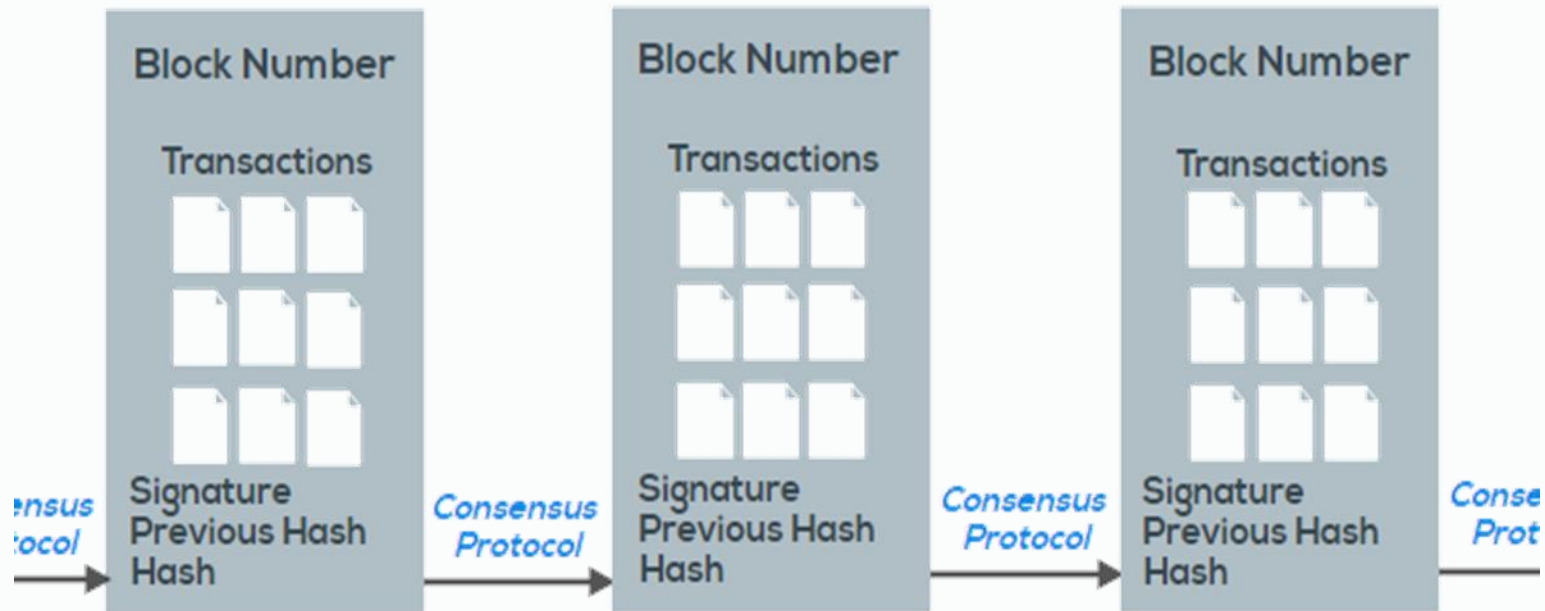 Block Number
Transactions
Signature
Previous Hash
Hash
Consensus
Protocol
Block Number
Transactions
Signature
Previous Hash
Hash
Consensus
Protocol
Block Number
Transactions
Signature
Previous Hash
Hash